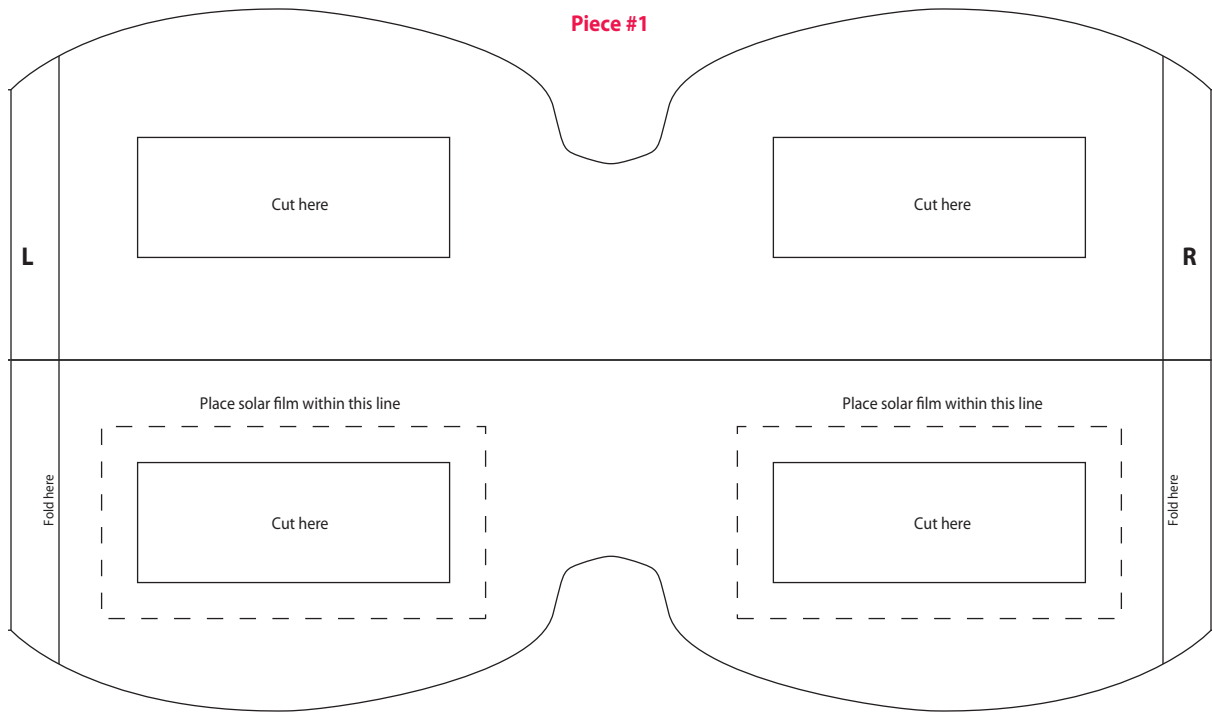 Piece #1
Cut here
Cut here
L
R
Place solar film within this line
Place solar film within this line
Fold here
Cut here
Cut here
Fold here